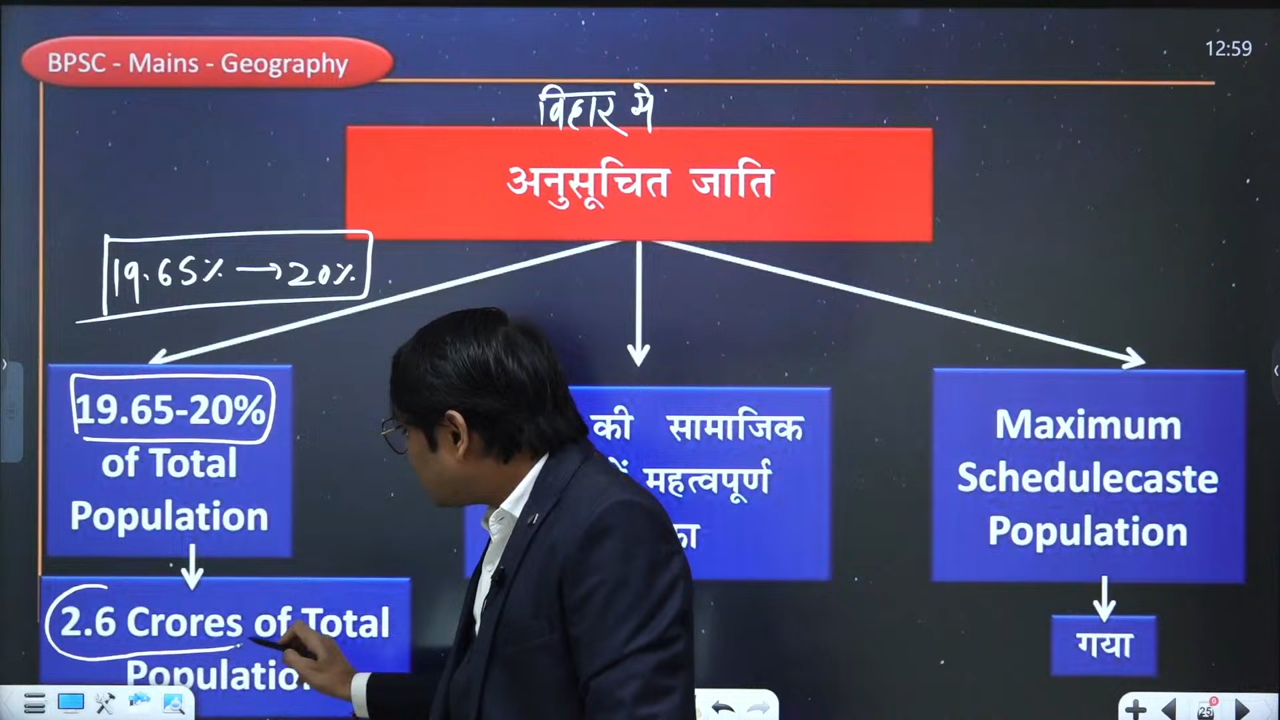 BPSC - Mains - Geography
12:59
बिहार में
अनुसूचित जाति
19.65% → 20%
19.65-20%
of Total
Population
की सामाजिक
महत्वपूर्ण
Maximum
Schedulecaste
Population
2.6 Crores of Total
गया
25